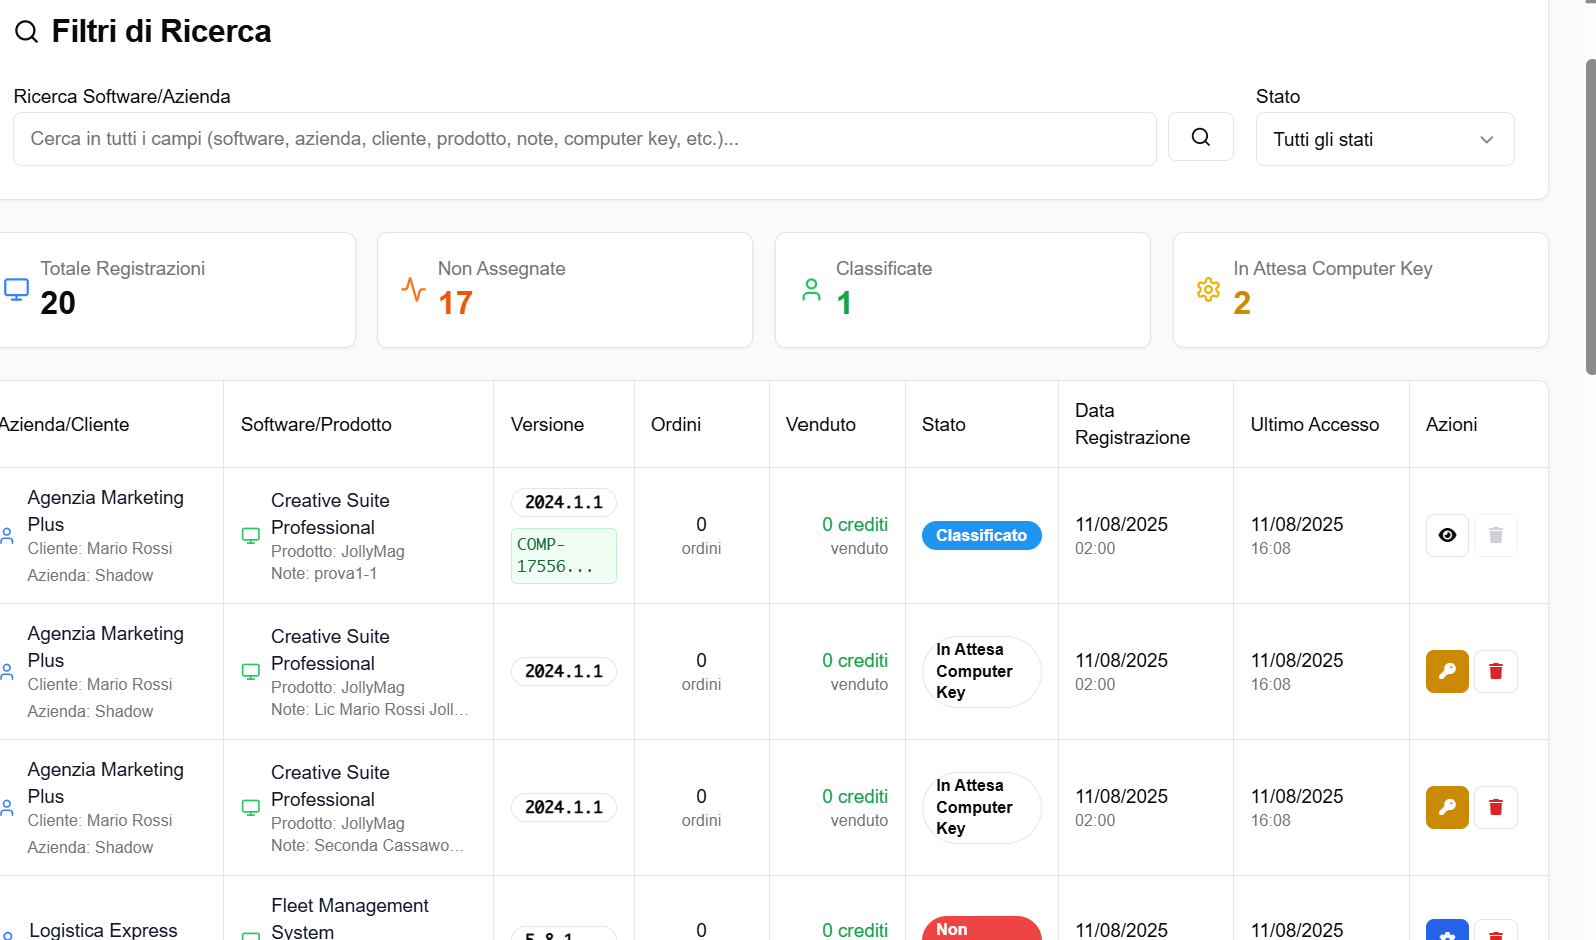 Filtri di Ricerca
Ricerca Software/Azienda
Stato
Cerca in tutti i campi (software, azienda, cliente, prodotto, note, computer key, etc.)...
Tutti gli stati
Totale Registrazioni
20
Non Assegnate
17
Classificate
1
In Attesa Computer Key
2
Azienda/Cliente
Software/Prodotto
Versione
Ordini
Venduto
Stato
Data
Registrazione
Ultimo Accesso
Azioni
Agenzia Marketing
Plus
Cliente: Mario Rossi
Azienda: Shadow
Creative Suite
Professional
Prodotto: JollyMag
Note: prova1-1
2024.1.1
COMP-
17556...
0
ordini
0 crediti
venduto
Classificato
11/08/2025
02:00
11/08/2025
16:08
Agenzia Marketing
Plus
Cliente: Mario Rossi
Azienda: Shadow
Creative Suite
Professional
Prodotto: JollyMag
Note: Lic Mario Rossi Joll...
2024.1.1
0
ordini
0 crediti
venduto
In Attesa
Computer
Key
11/08/2025
02:00
11/08/2025
16:08
Agenzia Marketing
Plus
Cliente: Mario Rossi
Azienda: Shadow
Creative Suite
Professional
Prodotto: JollyMag
Note: Seconda Cassawo...
2024.1.1
0
ordini
0 crediti
venduto
In Attesa
Computer
Key
11/08/2025
02:00
11/08/2025
16:08
Logistica Express
Fleet Management
System
5.8.1
0
0 crediti
Non
11/08/2025
11/08/2025